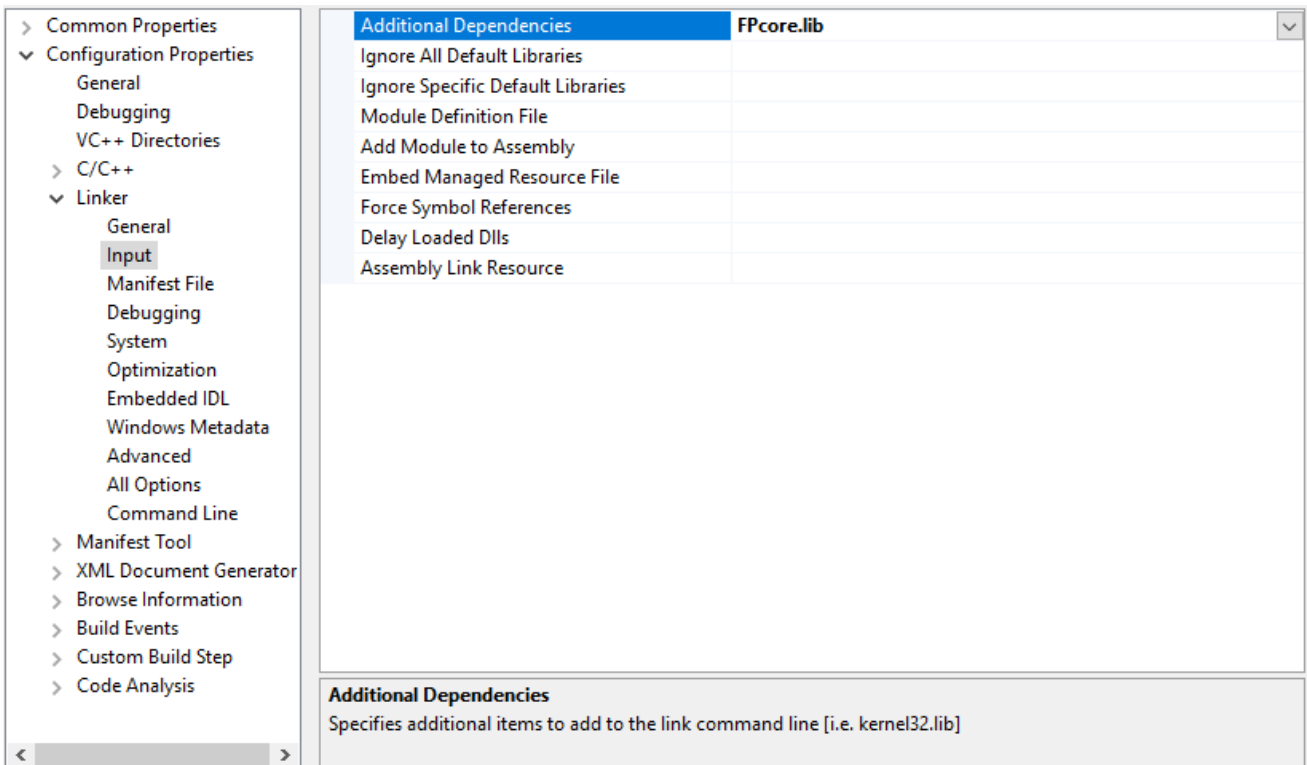 Common Properties
Configuration Properties
General
Debugging
VC++ Directories
C/C++
Linker
General
Input
Manifest File
Debugging
System
Optimization
Embedded IDL
Windows Metadata
Advanced
All Options
Command Line
Manifest Tool
XML Document Generator
Browse Information
Build Events
Custom Build Step
Code Analysis
Additional Dependencies FPcore.lib
Ignore All Default Libraries
Ignore Specific Default Libraries
Module Definition File
Add Module to Assembly
Embed Managed Resource File
Force Symbol References
Delay Loaded Dlls
Assembly Link Resource
Additional Dependencies
Specifies additional items to add to the link command line [i.e. kernel32.lib]